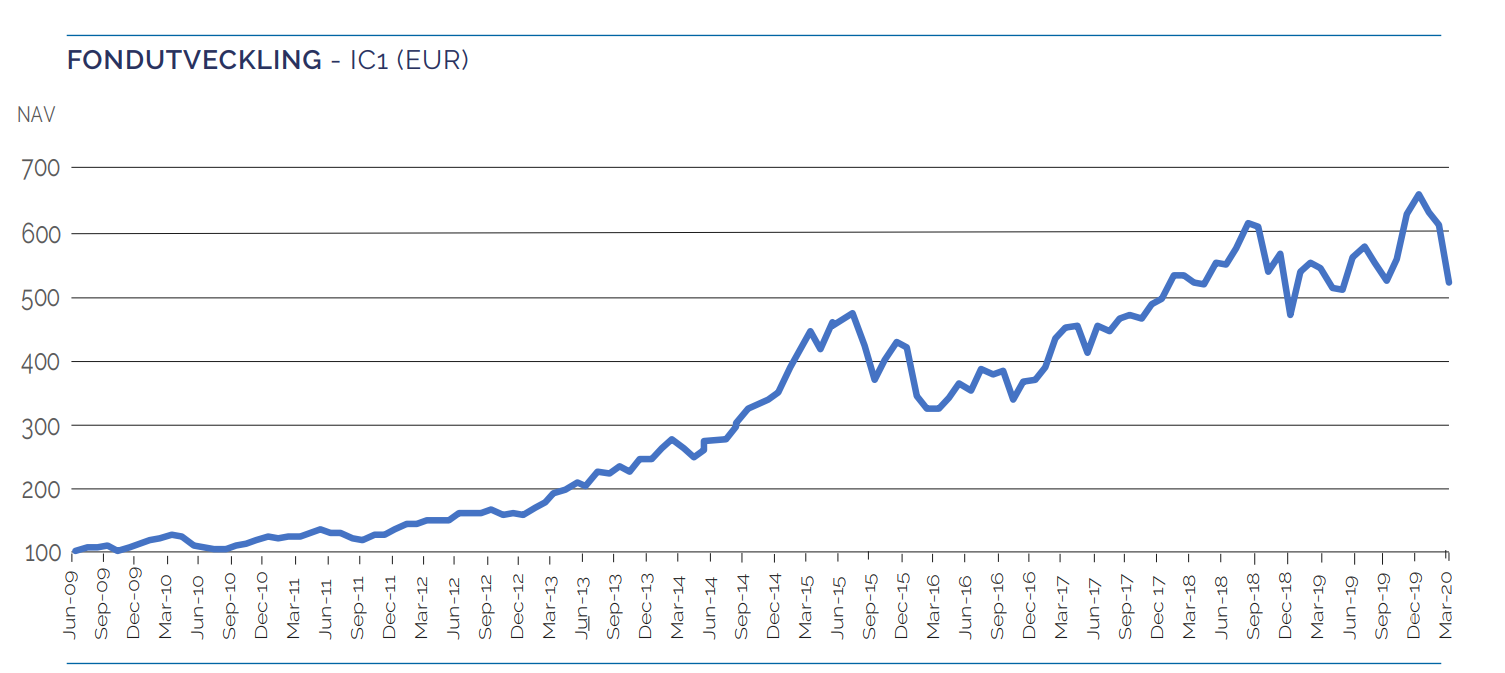 FONDUTVECKLING - IC1 (EUR)
NAV
700
600
500
400
300
200
100
Jun-09
Sep-09
Dec-09
Mar-10
Jun-10
Sep-10
Dec-10
Mar-11
Jun-11
Sep-11
Dec-11
Mar-12
Jun-12
Sep-12
Dec-12
Mar-13
Jun-13
Sep-13
Dec-13
Mar-14
Jun-14
Sep-14
Dec-14
Mar-15
Jun-15
Sep-15
Dec-15
Mar-16
Jun-16
Sep-16
Dec-16
Mar-17
Jun-17
Sep-17
Dec 17
Mar-18
Jun-18
Sep-18
Dec-18
Mar-19
Jun-19
Sep-19
Dec-19
Mar-20